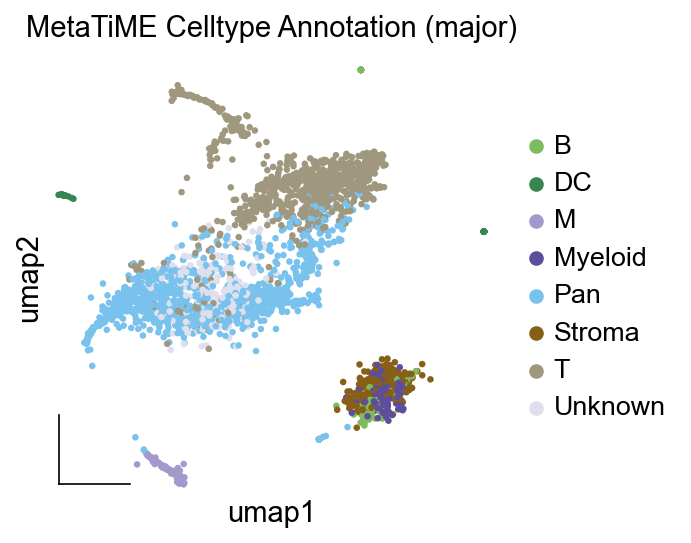 MetaTiME Celltype Annotation (major)
B
DC
M
Myeloid
Pan
Stroma
T
Unknown
umap2
umap1